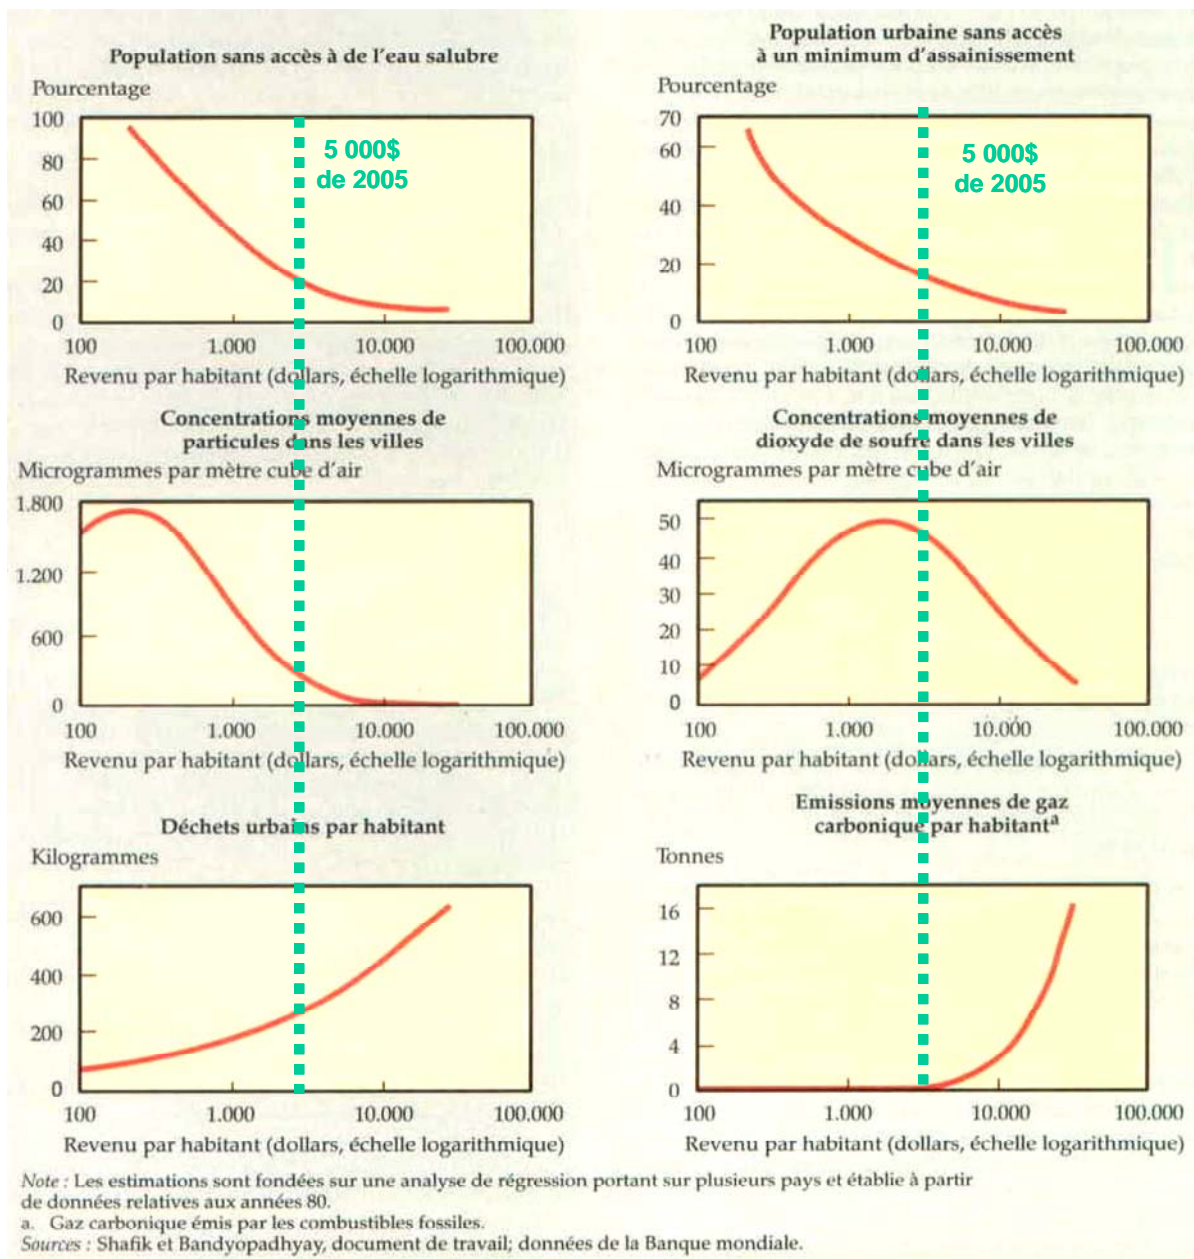 Population sans accès à de l'eau salubre
Pourcentage
100
80
60
40
20
0
5 000$
de 2005
100
1.000
10.000
100.000
Revenu par habitant (dollars, échelle logarithmique)
Population urbaine sans accès
à un minimum d'assainissement
Pourcentage
70
60
40
20
0
5 000$
de 2005
100
1.000
10.000
100.000
Revenu par habitant (dollars, échelle logarithmique)
Concentrations moyennes de
particules dans les villes
Microgrammes par mètre cube d'air
1.800
1.200
600
0
100
1.000
10.000
100.000
Revenu par habitant (dollars, échelle logarithmique)
Concentrations moyennes de
dioxyde de soufre dans les villes
Microgrammes par mètre cube d'air
50
40
30
20
10
0
100
1.000
10.000
100.000
Revenu par habitant (dollars, échelle logarithmique)
Déchets urbains par habitant
Kilogrammes
600
400
200
0
100
1.000
10.000
100.000
Revenu par habitant (dollars, échelle logarithmique)
Emissions moyennes de gaz
carbonique par habitantᵃ
Tonnes
16
12
8
4
0
100
1.000
10.000
100.000
Revenu par habitant (dollars, échelle logarithmique)
Note : Les estimations sont fondées sur une analyse de régression portant sur plusieurs pays et établie à partir
de données relatives aux années 80.
a. Gaz carbonique émis par les combustibles fossiles.
Sources : Shafik et Bandyopadhyay, document de travail; données de la Banque mondiale.